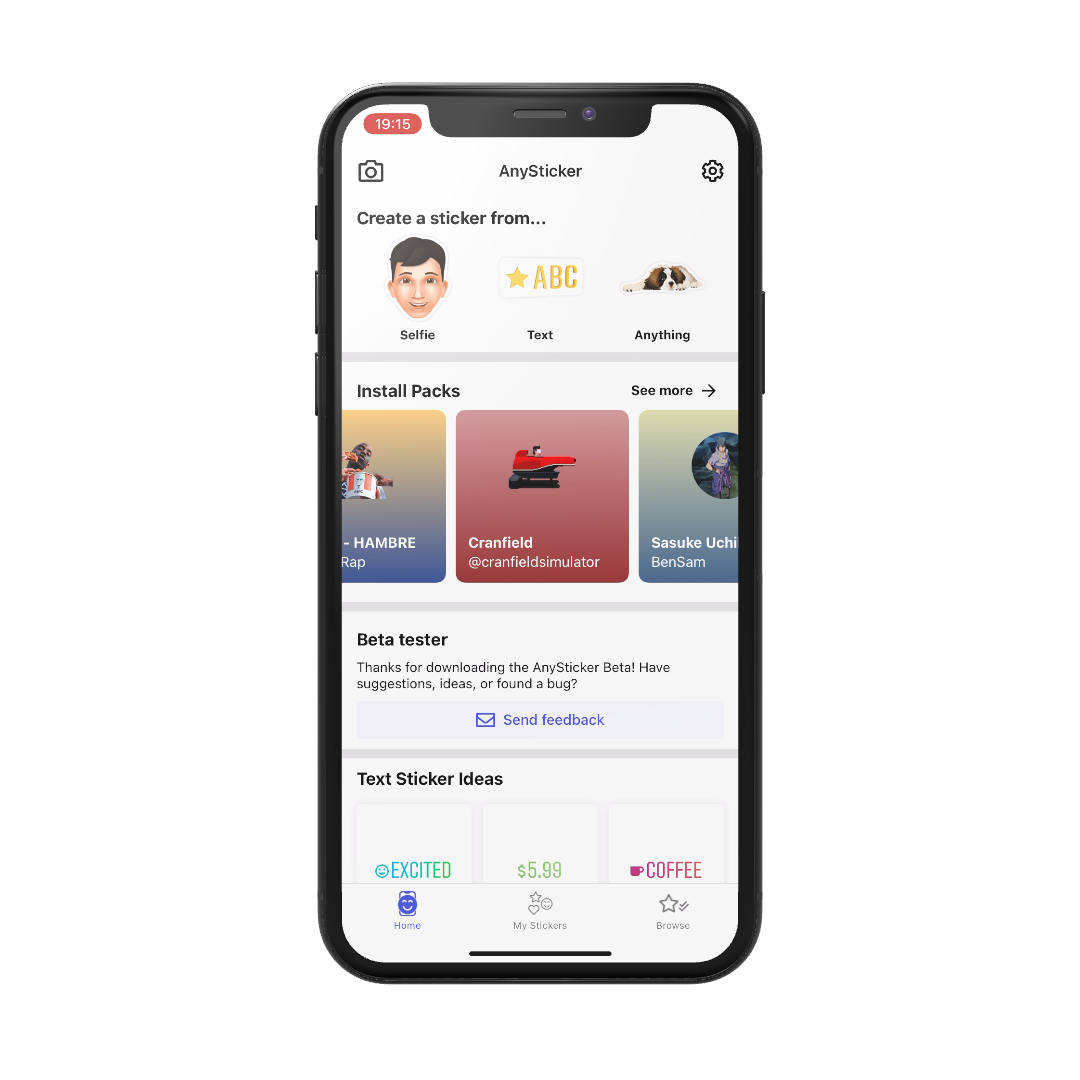 19:15
AnySticker
Create a sticker from...
ABC
Selfie
Text
Anything
Install Packs
See more
- HAMBRE
Rap
Cranfield
@cranfieldsimulator
Sasuke Uchi
BenSam
Beta tester
Thanks for downloading the AnySticker Beta! Have
suggestions, ideas, or found a bug?
Send feedback
Text Sticker Ideas
EXCITED
$5.99
COFFEE
Home
My Stickers
Browse